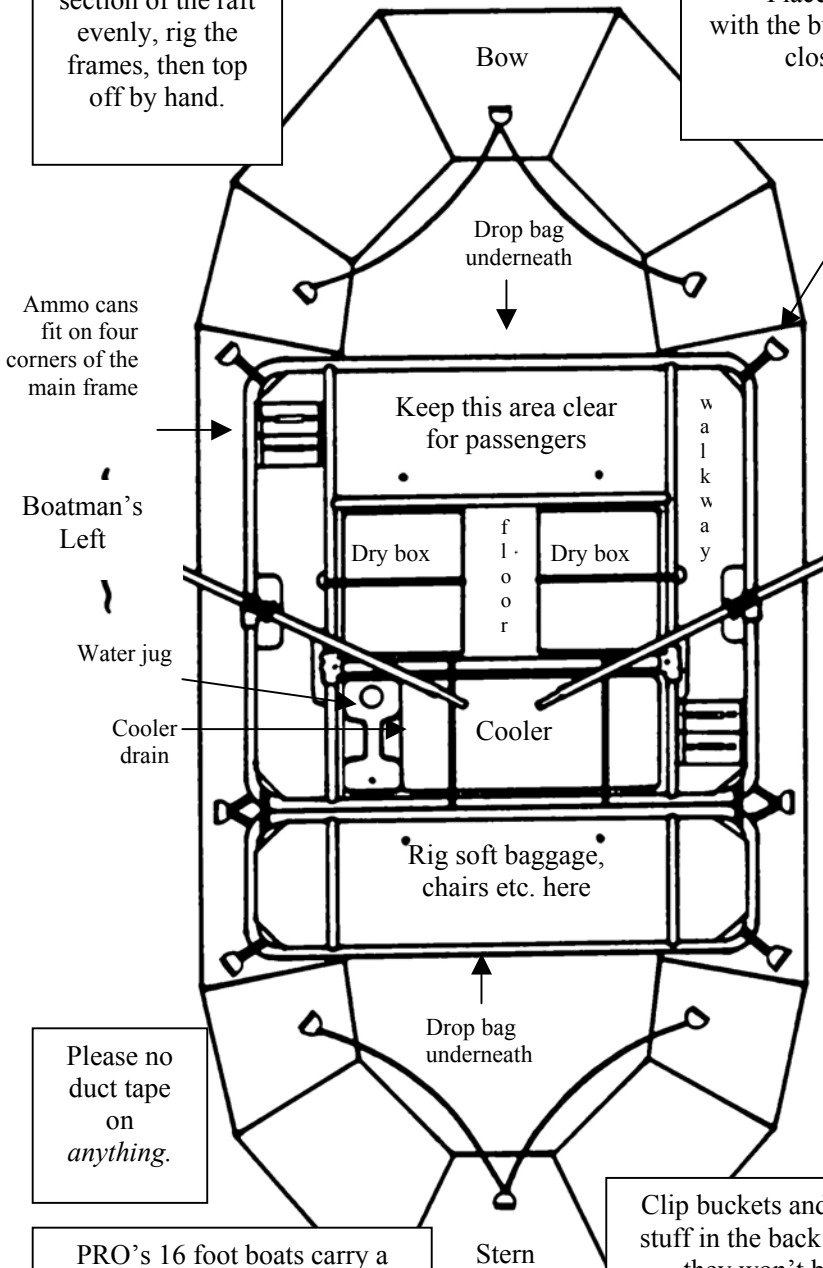 section of the raft
evenly, rig the
frames, then top
off by hand.
Bow
with the
Drop bag
underneath
Ammo cans
fit on four
corners of the
main frame
Keep this area clear
for passengers
walkway
Boatman's
Left
Dry box
floor
Dry box
Water jug
Cooler
drain
Cooler
Rig soft baggage,
chairs etc. here
Drop bag
underneath
Please no
duct tape
on
anything.
Clip buckets and
stuff in the back
they won't
PRO's 16 foot boats carry a
Stern